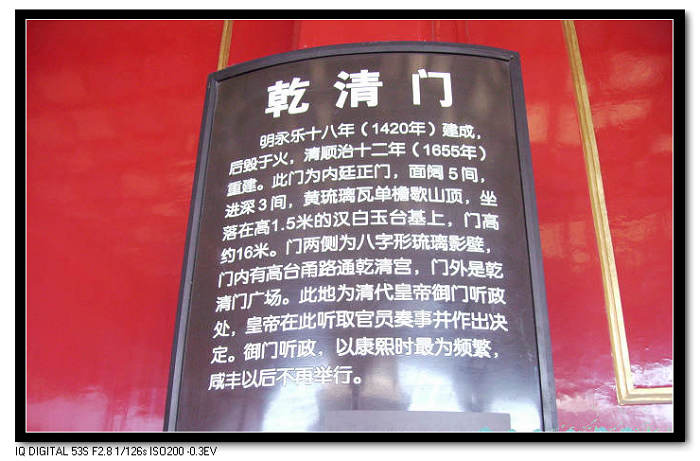 乾清门
明永乐十八年（1420年）建成，
后毁于火，清顺治十二年（1655年）
重建。此门为内廷正门，面阔5间，
进深3间，黄琉璃瓦单檐歇山顶，坐
落在高1.5米的汉白玉台基上，门高
约16米。门两侧为八字形琉璃影壁，
门内有高台甬路通乾清宫，门外是乾
清门广场。此地为清代皇帝御门听政
处，皇帝在此听取官员奏事并作出决
定。御门听政，以康熙时最为频繁，
咸丰以后不再举行。
IQ DIGITAL 53S F2.8 1/126s ISO200 -0.3EV